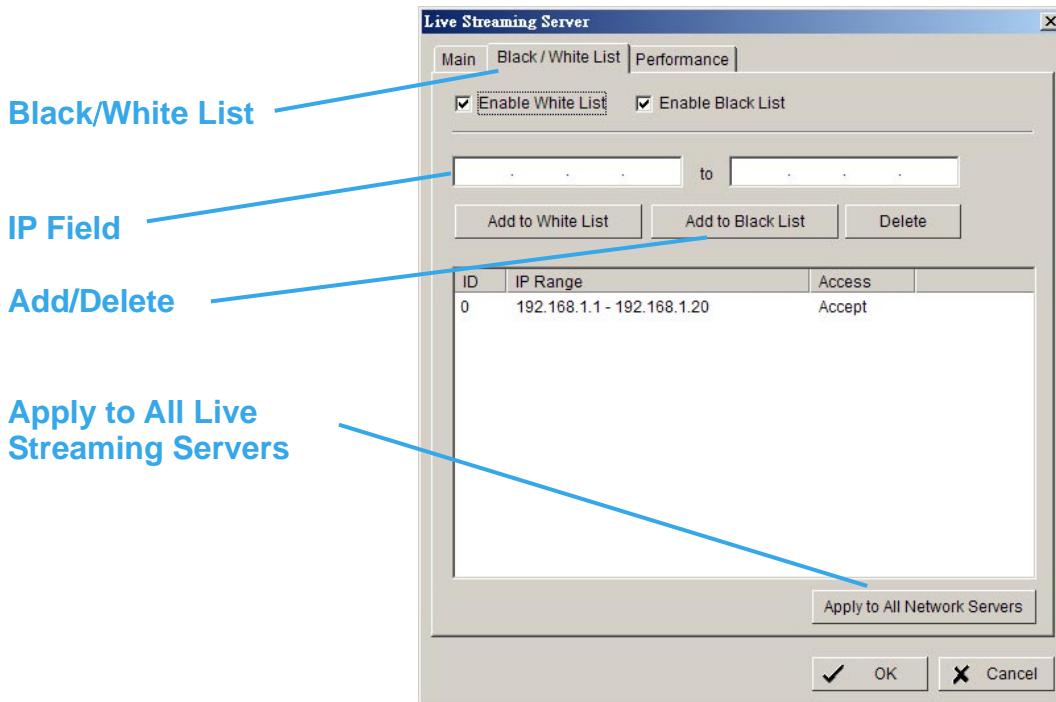 Live Streaming Server
Main Black / White List Performance
Black/White List
Enable White List Enable Black List
to
IP Field
Add to White List Add to Black List Delete
Add/Delete
ID IP Range Access
0 192.168.1.1 - 192.168.1.20 Accept
Apply to All Live
Streaming Servers
Apply to All Network Servers
OK Cancel